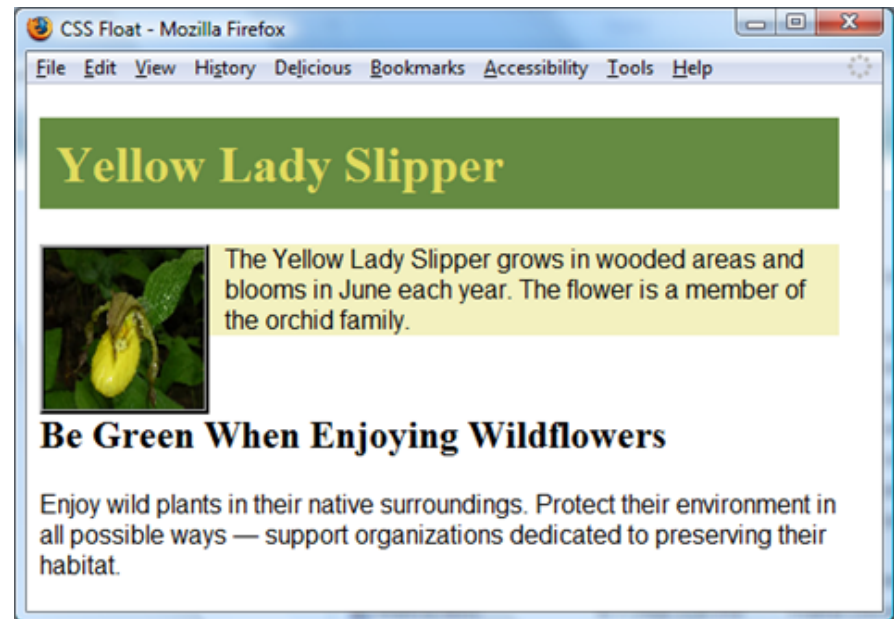 CSS Float - Mozilla Firefox
File Edit View History Delicious Bookmarks Accessibility Tools Help
Yellow Lady Slipper
The Yellow Lady Slipper grows in wooded areas and
blooms in June each year. The flower is a member of
the orchid family.
Be Green When Enjoying Wildflowers
Enjoy wild plants in their native surroundings. Protect their environment in
all possible ways — support organizations dedicated to preserving their
habitat.